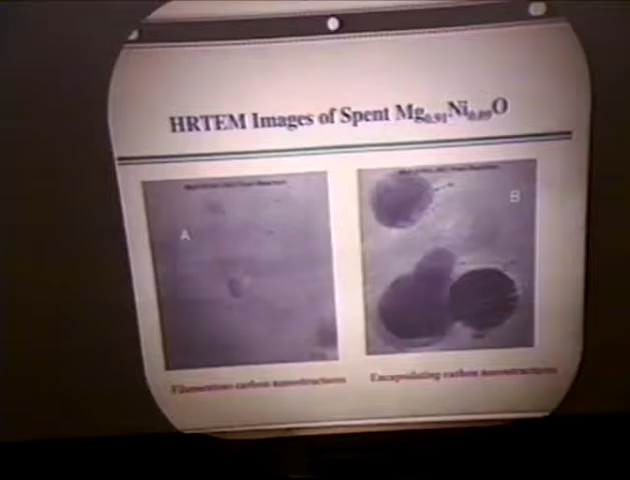 HRTEM Images of Spent Mg0.91Ni0.09O
A
B
Filamentous carbon nanostructures
Encapsulating carbon nanostructures